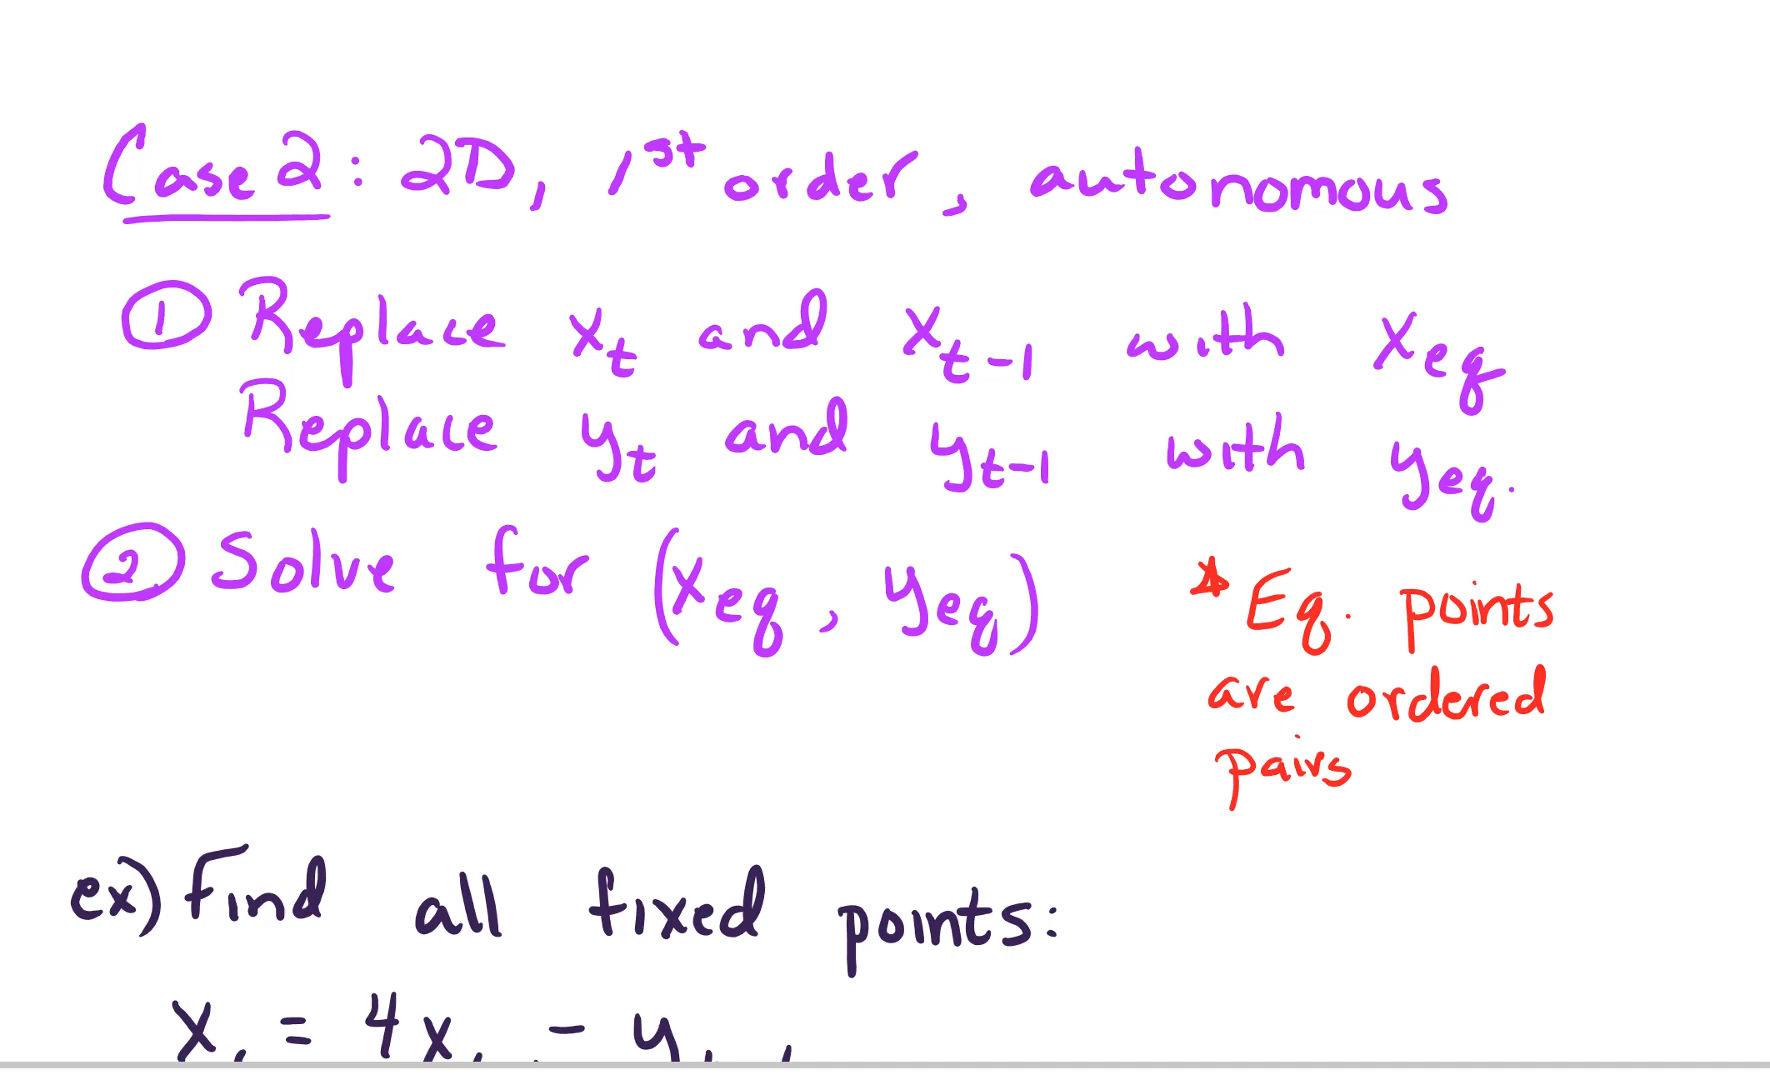 Case 2: 2D, 1st order, autonomous
① Replace xt and xt-1 with xeq
Replace yt and yt-1 with yeq.
② Solve for (xeq, yeq)
* Eq. points
are ordered
pairs
ex) Find all fixed points:
x = 4x - y